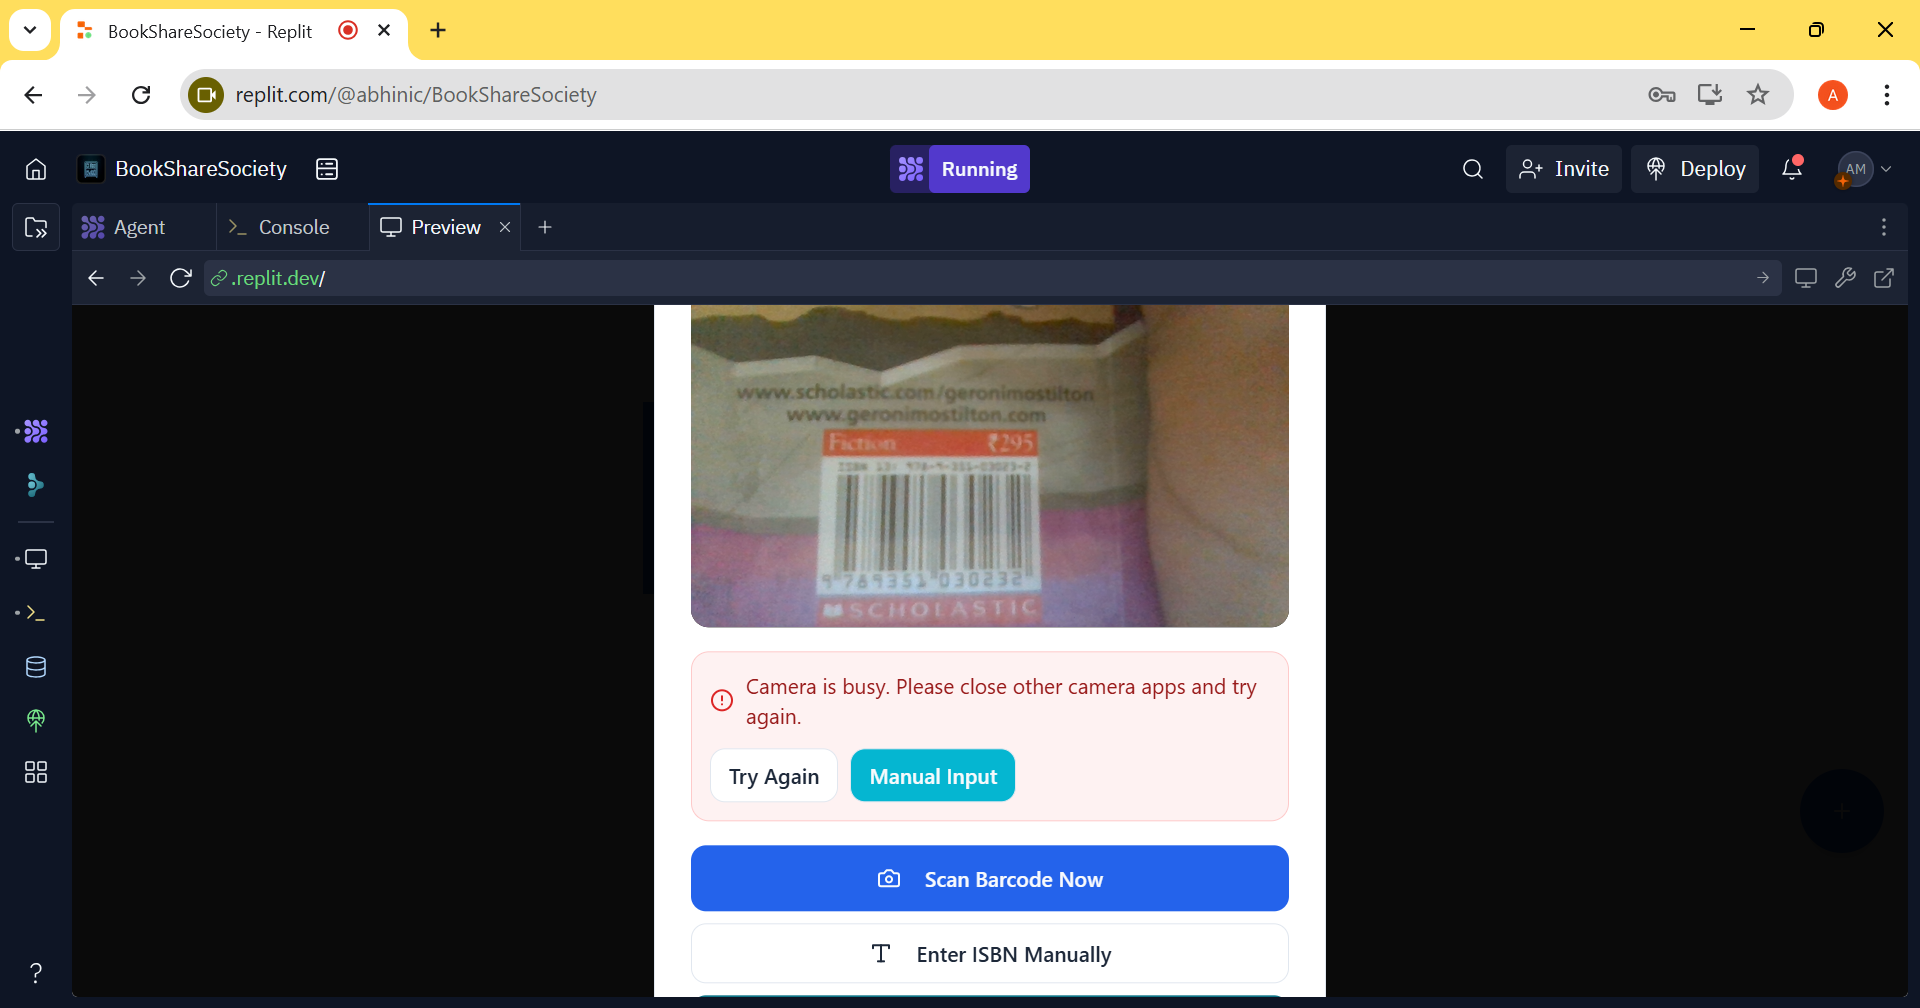 BookShareSociety - Replit
replit.com/@abhinic/BookShareSociety
A
BookShareSociety
Running
Invite
Deploy
AM
Agent
Console
Preview
.replit.dev/
www.scholastic.com/geronimostilton
www.geronimostilton.com
Fiction ₹295
ISBN 13: 978-9-351-03023-2
9 789351 030232
SCHOLASTIC
Camera is busy. Please close other camera apps and try
again.
Try Again
Manual Input
Scan Barcode Now
Enter ISBN Manually